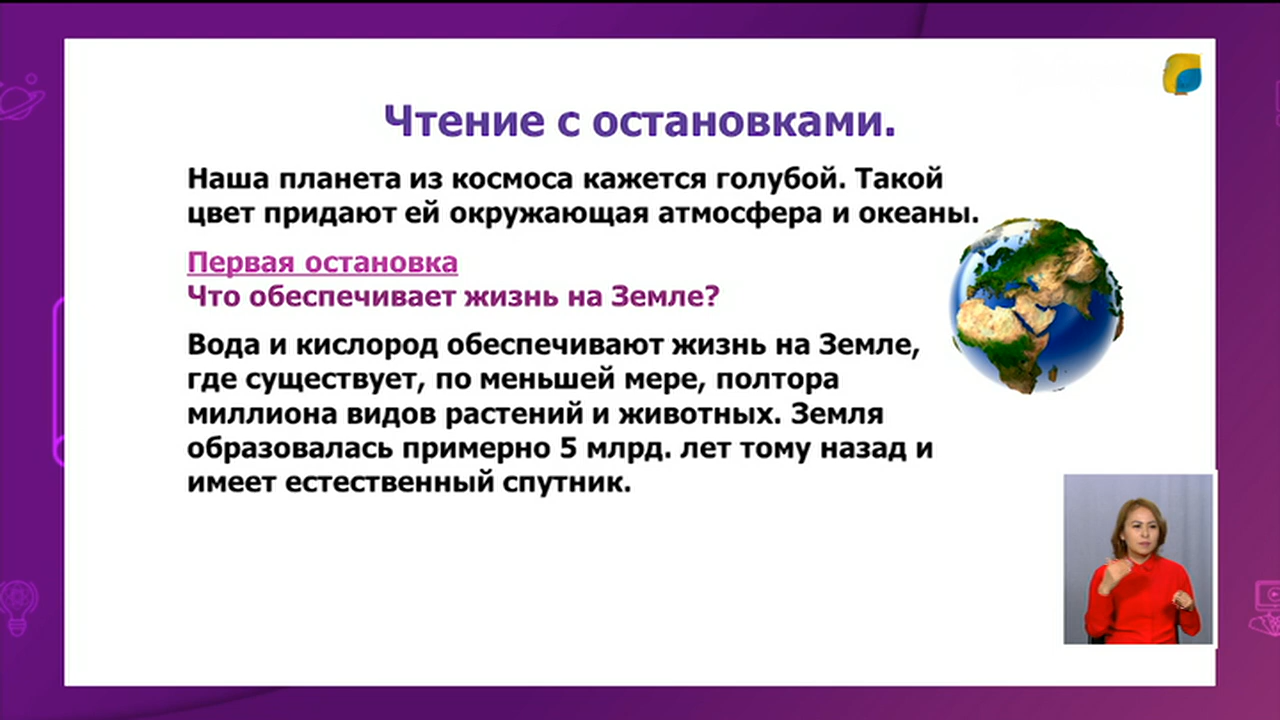 Чтение с остановками.
Наша планета из космоса кажется голубой. Такой
цвет придают ей окружающая атмосфера и океаны.
Первая остановка
Что обеспечивает жизнь на Земле?
Вода и кислород обеспечивают жизнь на Земле,
где существует, по меньшей мере, полтора
миллиона видов растений и животных. Земля
образовалась примерно 5 млрд. лет тому назад и
имеет естественный спутник.